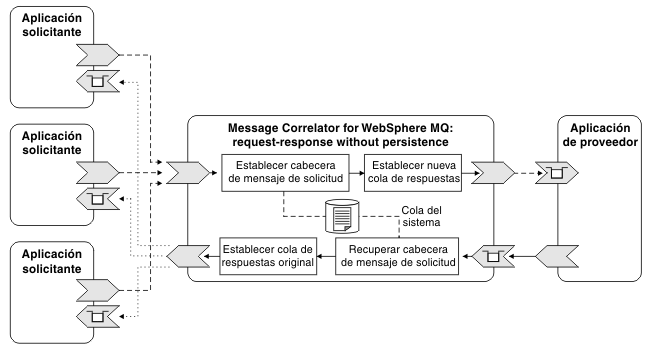 Aplicación
solicitante
Aplicación
solicitante
Aplicación
solicitante
Message Correlator for WebSphere MQ:
request-response without persistence
Establecer cabecera
de mensaje de solicitud
Establecer nueva
cola de respuestas
Cola del
sistema
Establecer cola de
respuestas original
Recuperar cabecera
de mensaje de solicitud
Aplicación
de proveedor